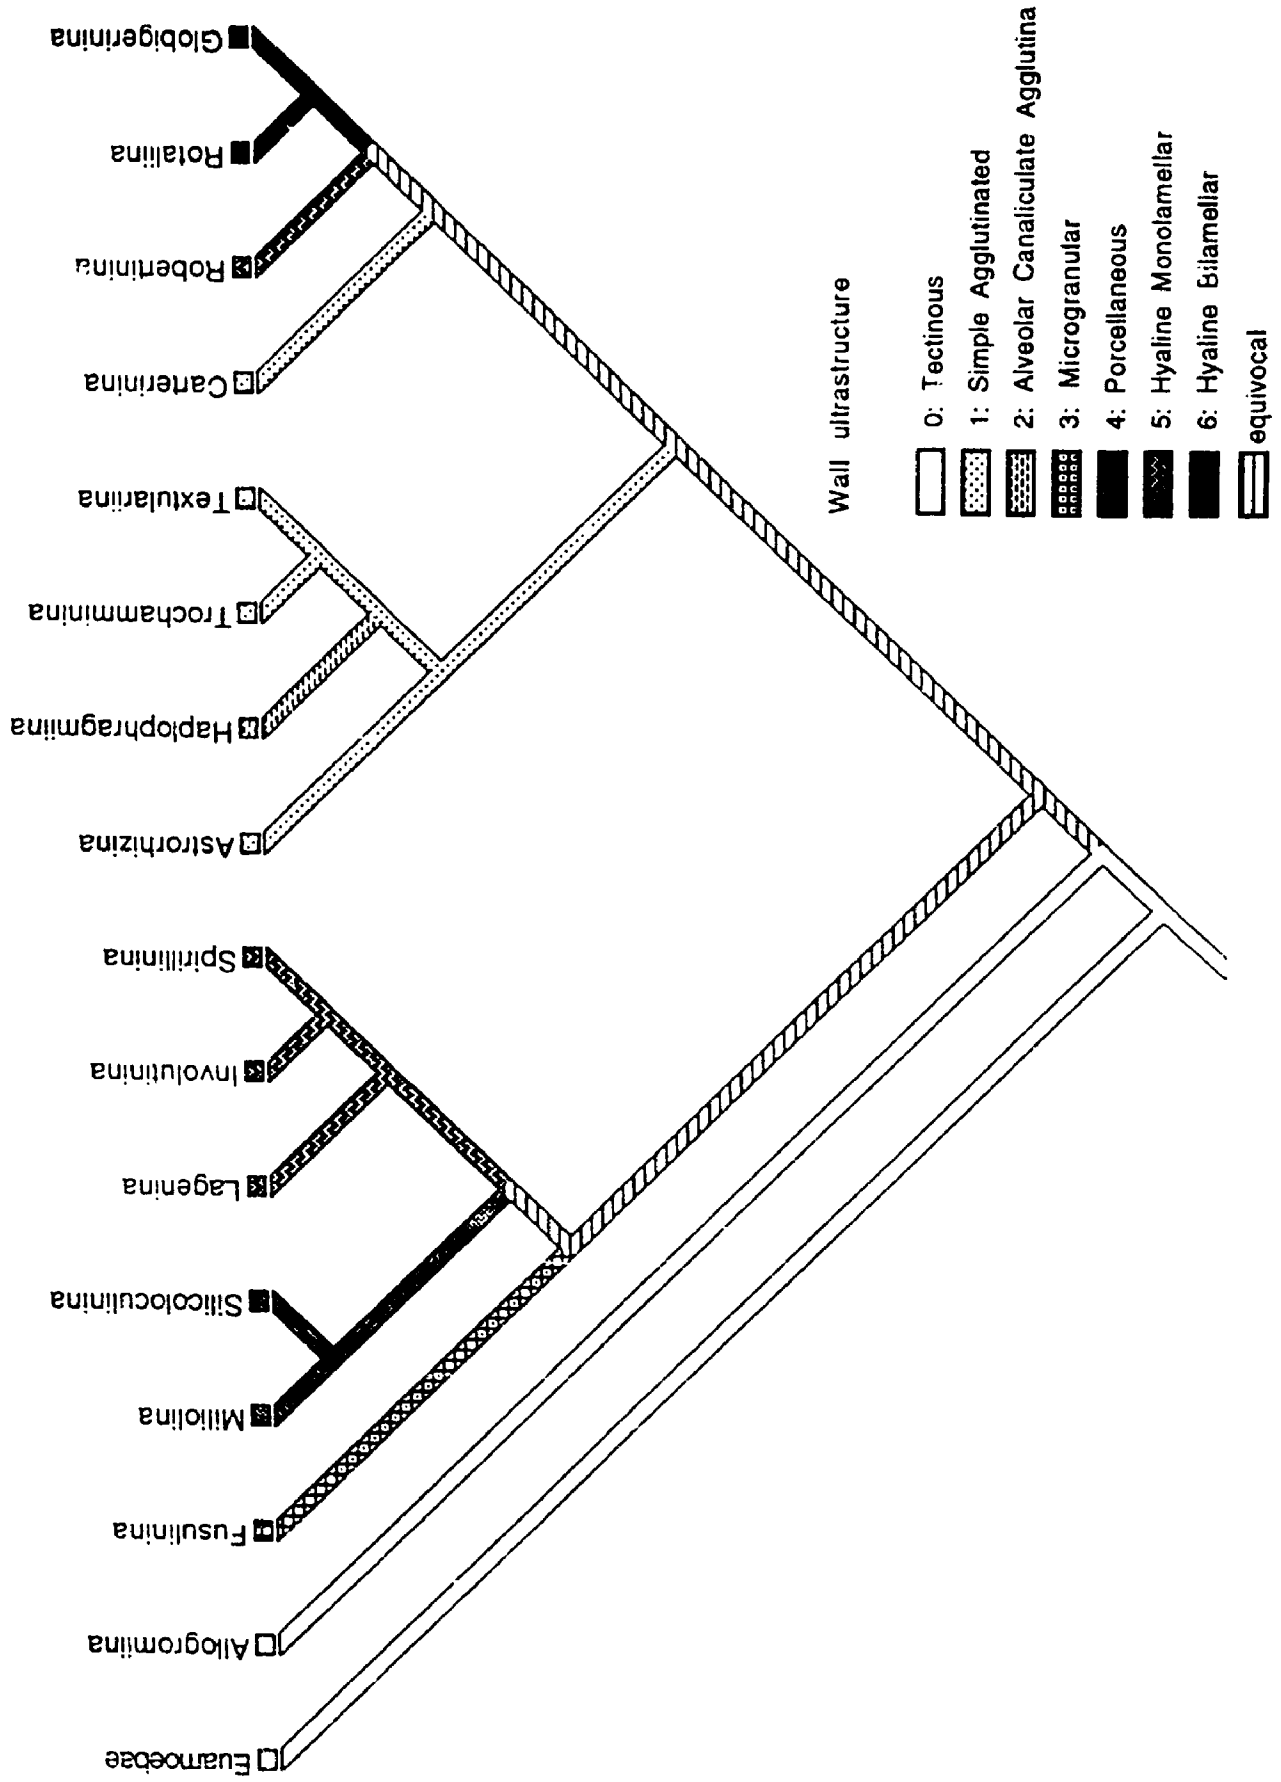 Euamoebae
Allogromiina
Fusulinina
Miliolina
Silicoloculinina
Lagenina
Involutinina
Spirillinina
Astrorhizina
Haplophragmiina
Trochamminina
Textulariina
Carterinina
Robertinina
Rotaliina
Globigerinina
Wall ultrastructure
0: Tectinous
1: Simple Agglutinated
2: Alveolar Canaliculate Agglutina
3: Microgranular
4: Porcellaneous
5: Hyaline Monolamellar
6: Hyaline Bilamellar
equivocal